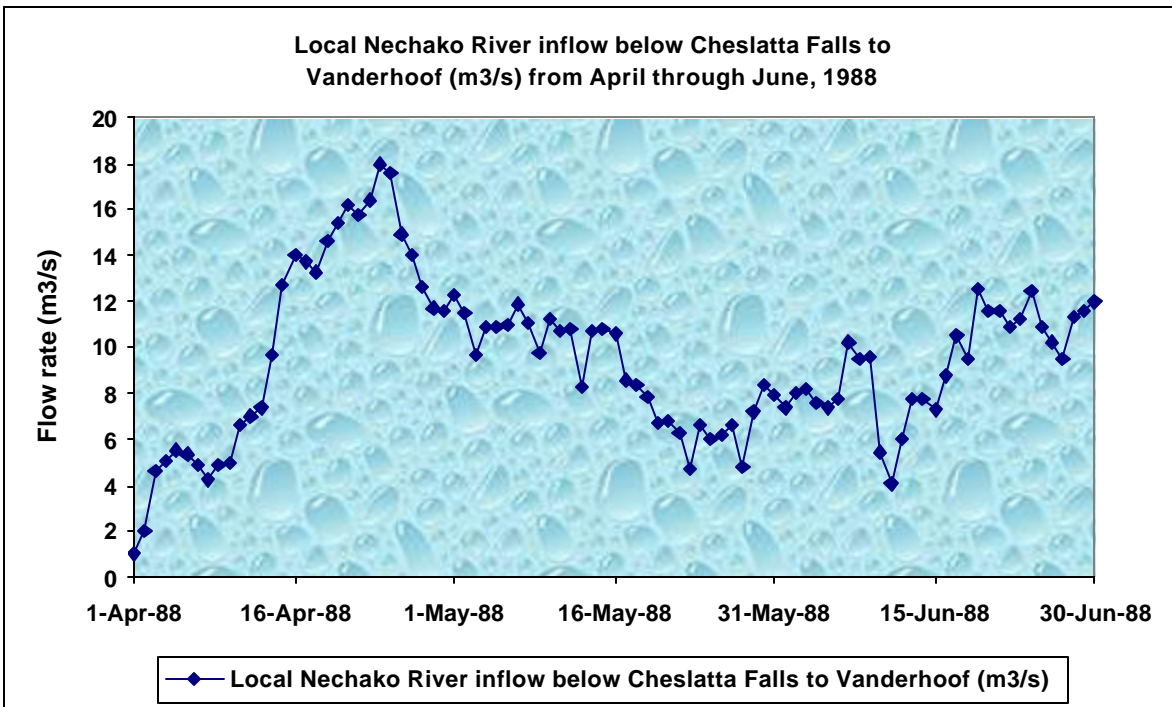 Local Nechako River inflow below Cheslatta Falls to
Vanderhoof (m3/s) from April through June, 1988
Flow rate (m3/s)
20
18
16
14
12
10
8
6
4
2
0
1-Apr-88 16-Apr-88 1-May-88 16-May-88 31-May-88 15-Jun-88 30-Jun-88
Local Nechako River inflow below Cheslatta Falls to Vanderhoof (m3/s)